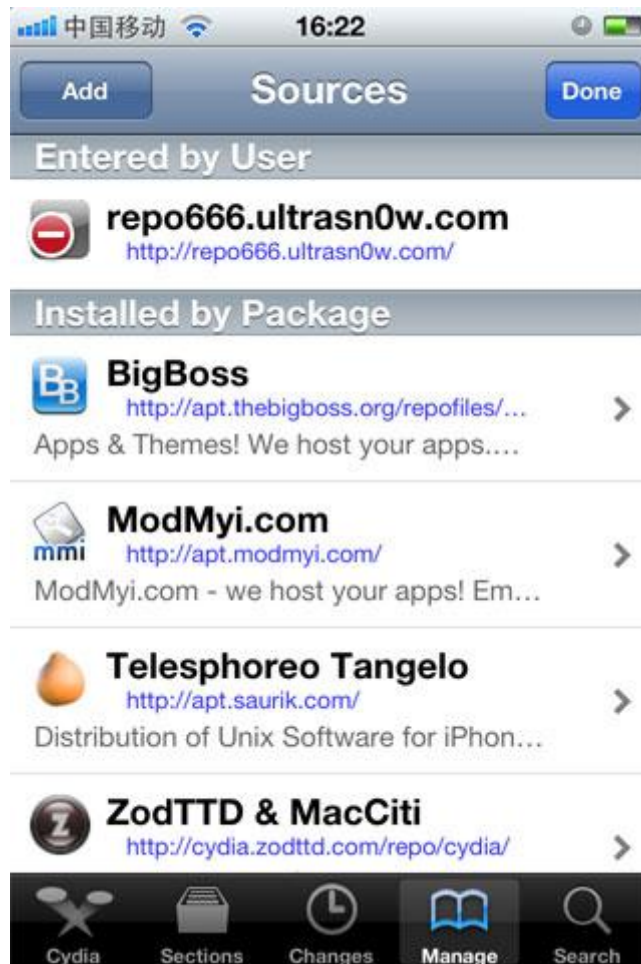 中国移动 16:22
Add Sources Done
Entered by User
repo666.ultrasn0w.com
http://repo666.ultrasn0w.com/
Installed by Package
BB BigBoss
http://apt.thebigboss.org/repofiles/...
Apps & Themes! We host your apps....
ModMyi.com
mmi http://apt.modmyi.com/
ModMyi.com - we host your apps! Em...
Telesphoreo Tangelo
http://apt.saurik.com/
Distribution of Unix Software for iPhon...
Z ZodTTD & MacCiti
http://cydia.zodttd.com/repo/cydia/
Cydia Sections Changes Manage Search